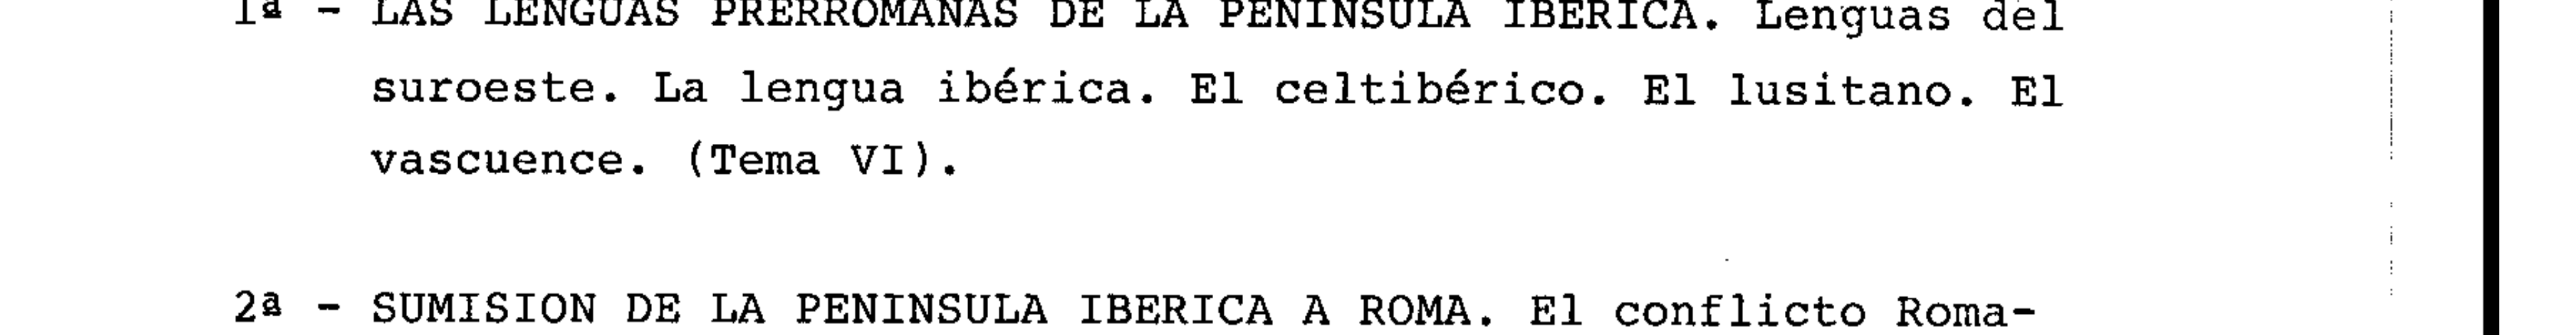 1ª - LAS LENGUAS PRERROMANAS DE LA PENINSULA IBERICA. Lenguas del
suroeste. La lengua ibérica. El celtibérico. El lusitano. El
vascuence. (Tema VI).
2ª - SUMISION DE LA PENINSULA IBERICA A ROMA. El conflicto Roma-